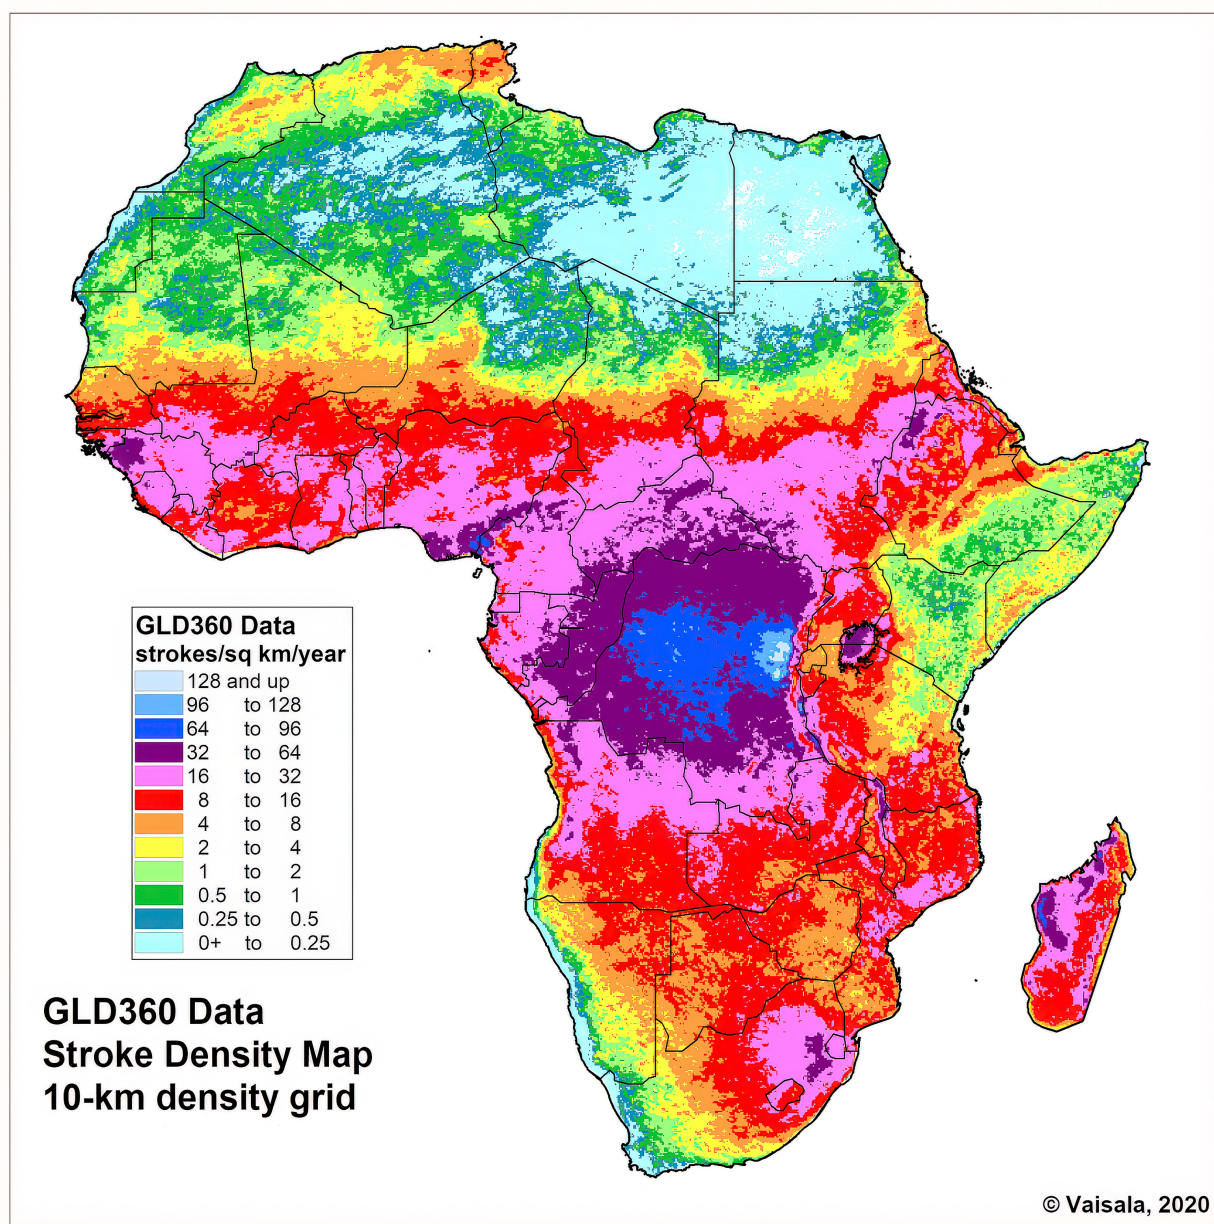 GLD360 Data
strokes/sq km/year
128 and up
96 to 128
64 to 96
32 to 64
16 to 32
8 to 16
4 to 8
2 to 4
1 to 2
0.5 to 1
0.25 to 0.5
0+ to 0.25
GLD360 Data
Stroke Density Map
10-km density grid
© Vaisala, 2020